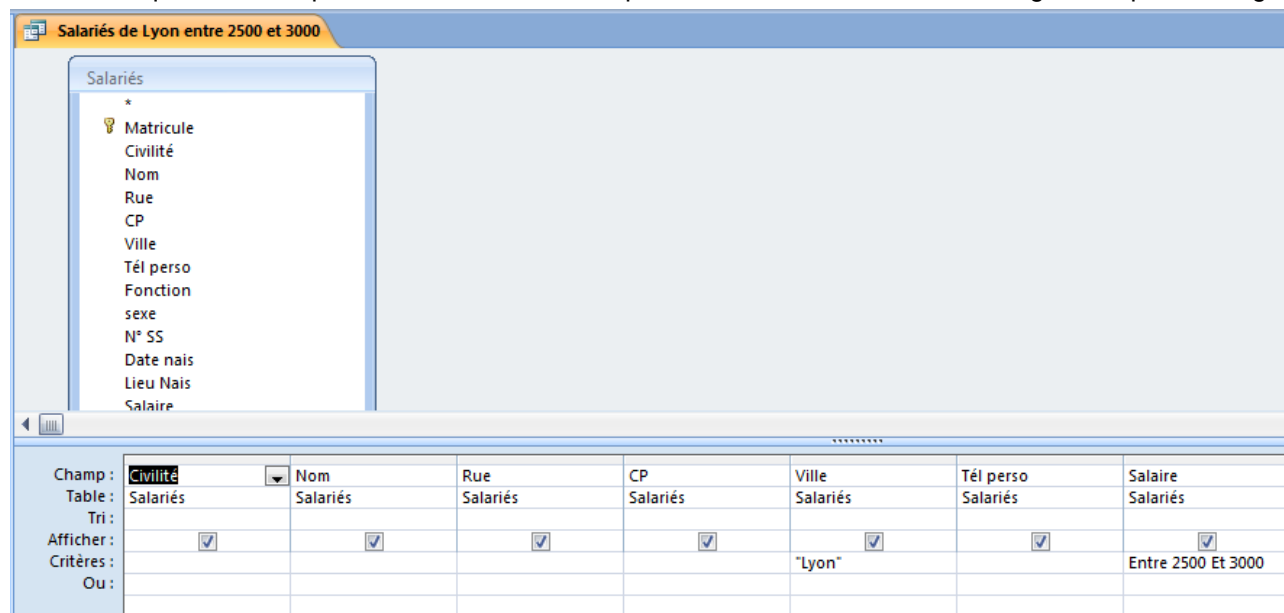 Salariés de Lyon entre 2500 et 3000
Salariés
*
Matricule
Civilité
Nom
Rue
CP
Ville
Tél perso
Fonction
sexe
N° SS
Date nais
Lieu Nais
Salaire
Champ : Civilité Nom Rue CP Ville Tél perso Salaire
Table : Salariés Salariés Salariés Salariés Salariés Salariés Salariés
Tri :
Afficher :
Critères : "Lyon" Entre 2500 Et 3000
Ou :